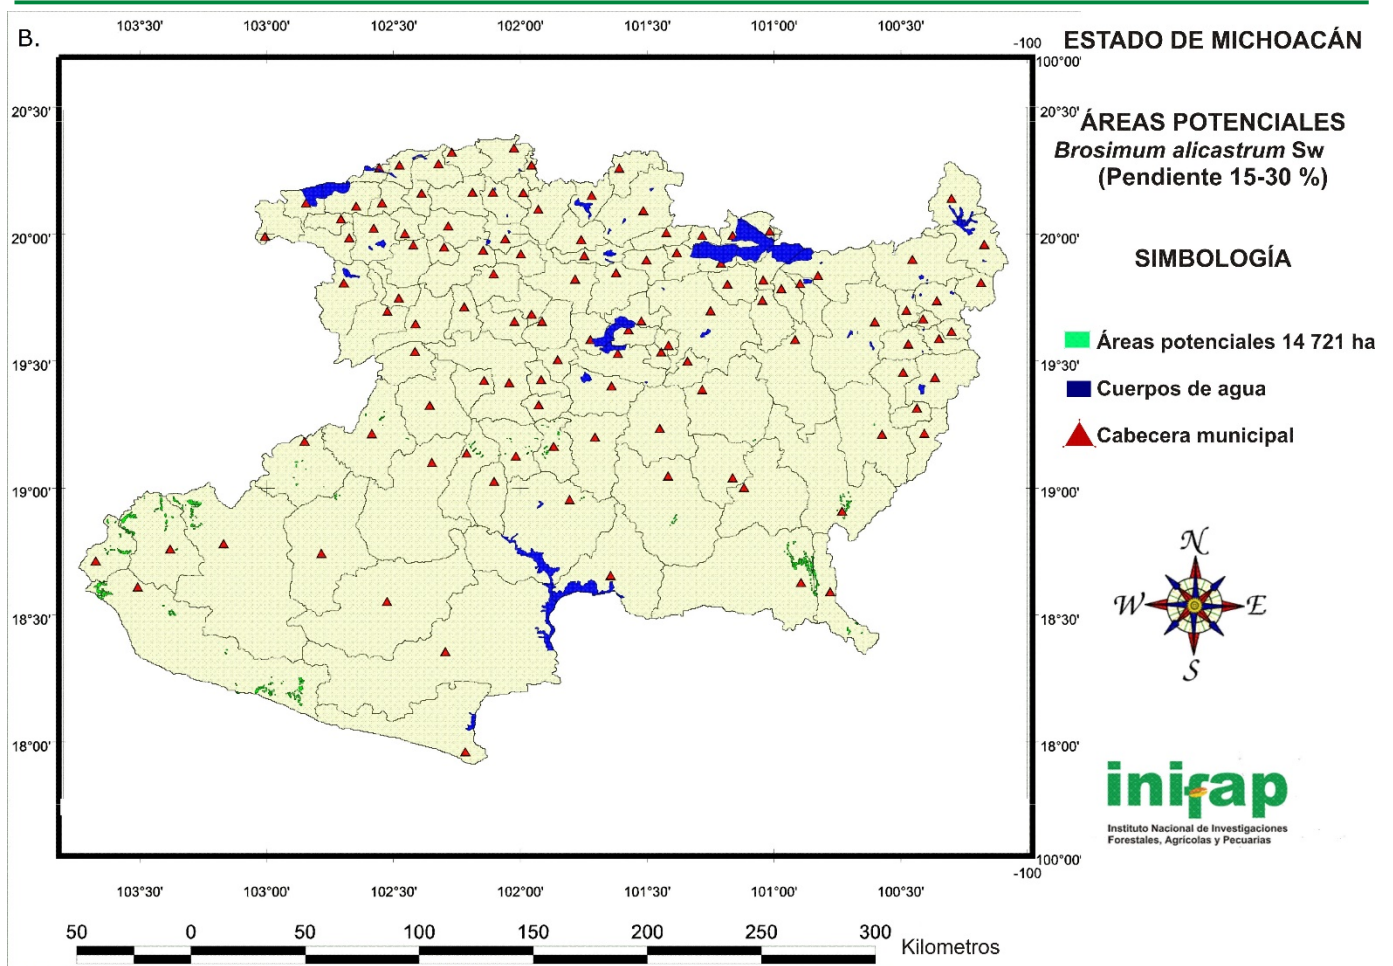 B.
103°30' 103°00' 102°30' 102°00' 101°30' 101°00' 100°30'
-100
100°00'
20°30' 20°30'
20°00' 20°00'
19°30' 19°30'
19°00' 19°00'
18°30' 18°30'
18°00' 18°00'
100°00'
-100
103°30' 103°00' 102°30' 102°00' 101°30' 101°00' 100°30'
50 0 50 100 150 200 250 300 Kilometros
ESTADO DE MICHOACÁN
ÁREAS POTENCIALES
Brosimum alicastrum Sw
(Pendiente 15-30 %)
SIMBOLOGÍA
Áreas potenciales 14 721 ha
Cuerpos de agua
Cabecera municipal
N
W E
S
inifap
Instituto Nacional de Investigaciones
Forestales, Agrícolas y Pecuarias